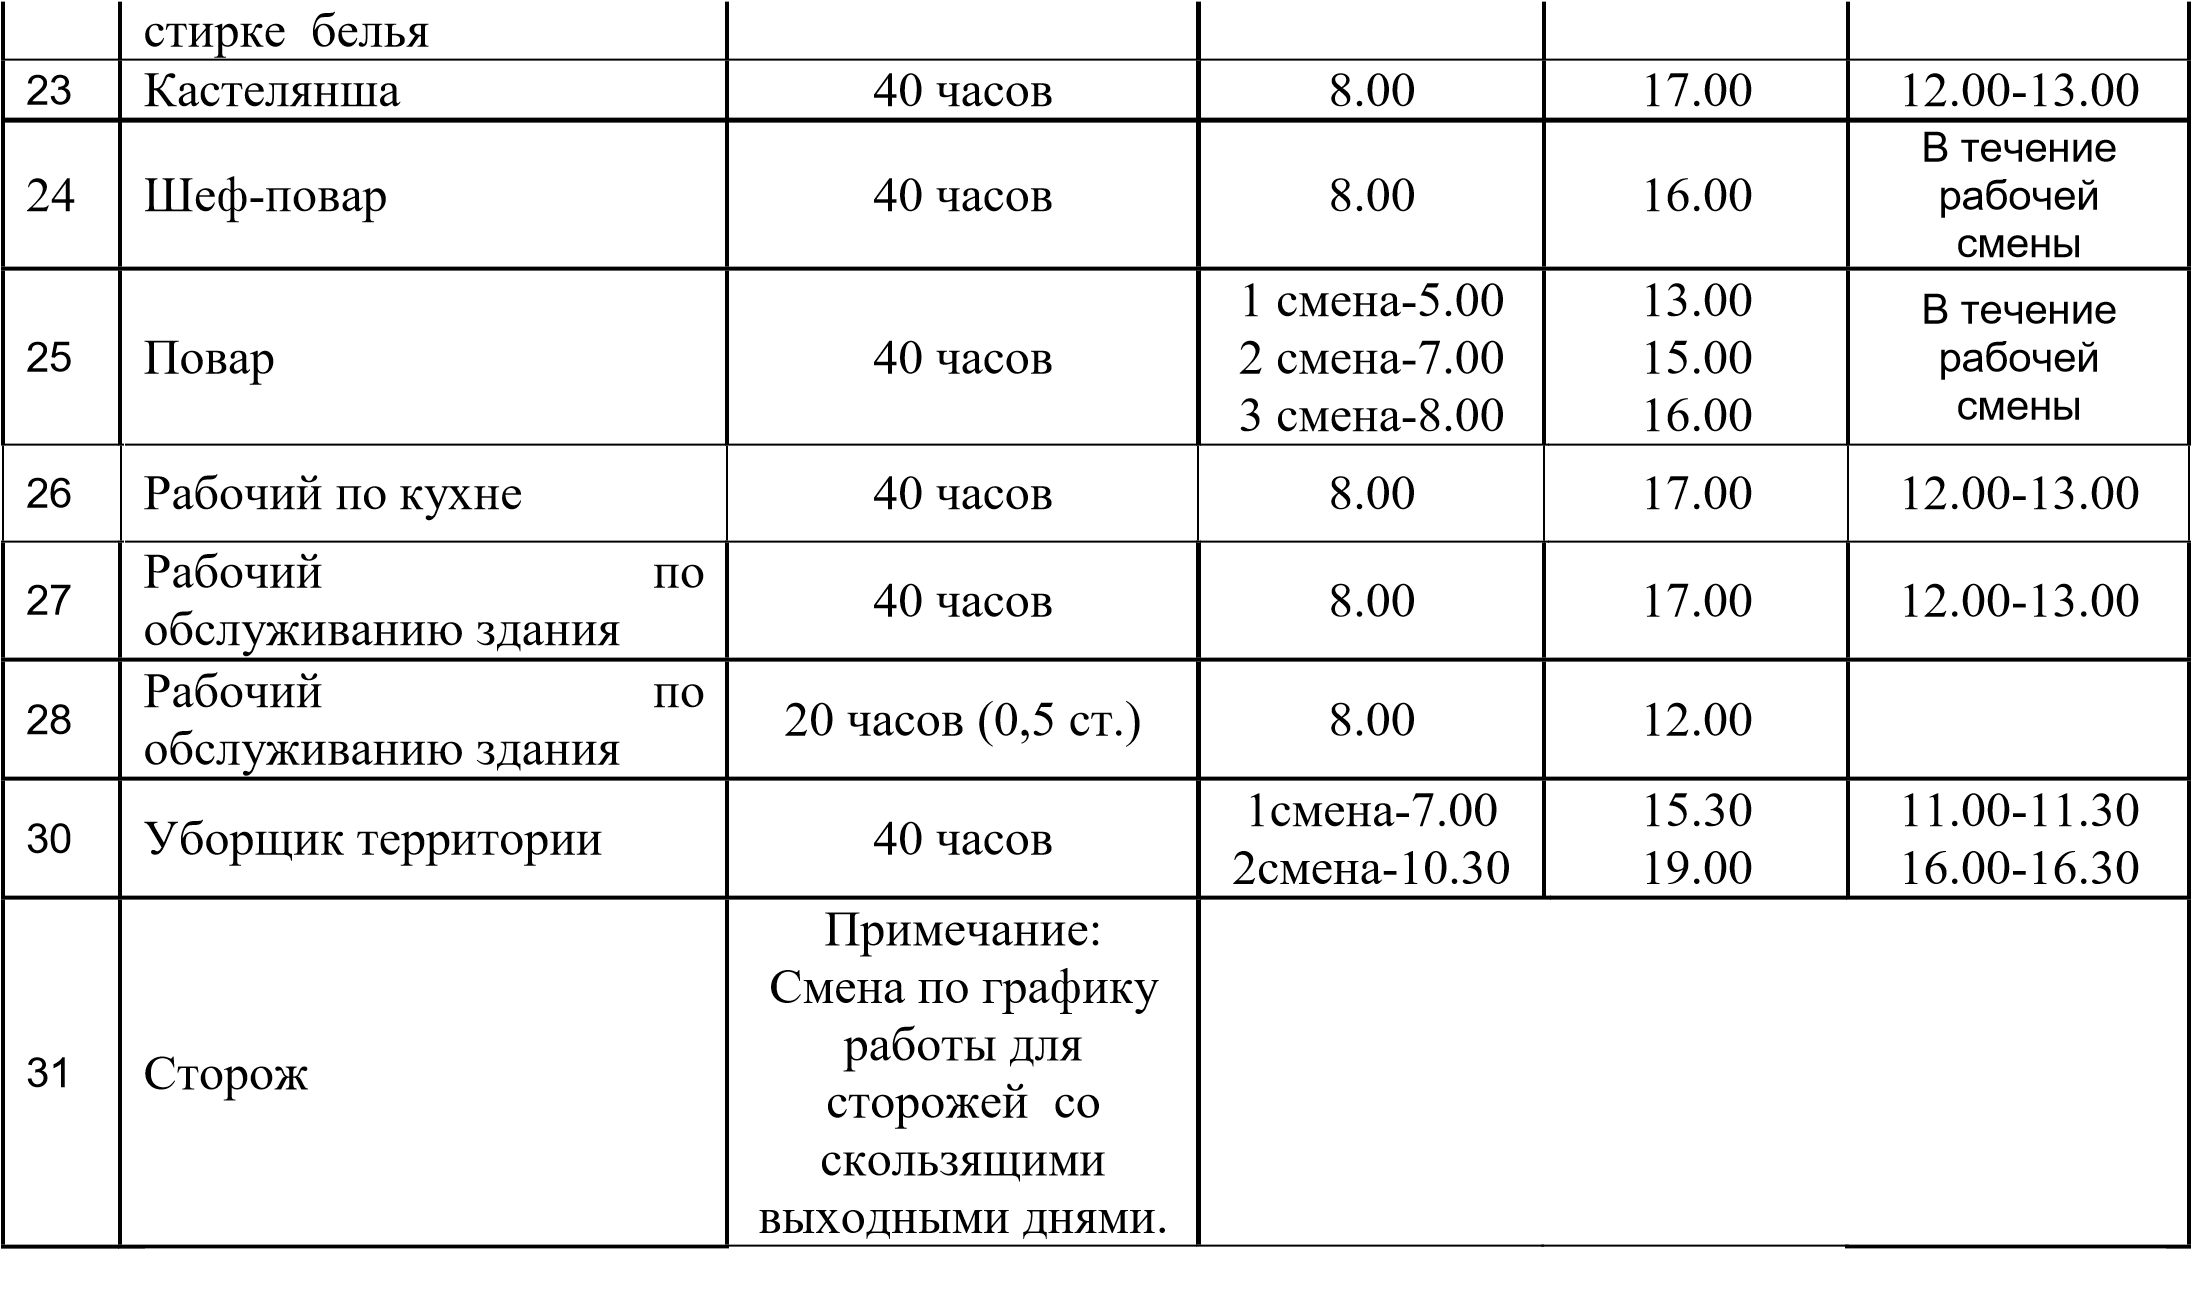 стирке белья
23 Кастелянша 40 часов 8.00 17.00 12.00-13.00
24 Шеф-повар 40 часов 8.00 16.00 В течение
рабочей
смены
25 Повар 40 часов 1 смена-5.00 13.00 В течение
2 смена-7.00 15.00 рабочей
3 смена-8.00 16.00 смены
26 Рабочий по кухне 40 часов 8.00 17.00 12.00-13.00
27 Рабочий по
обслуживанию здания 40 часов 8.00 17.00 12.00-13.00
28 Рабочий по
обслуживанию здания 20 часов (0,5 ст.) 8.00 12.00
30 Уборщик территории 40 часов 1смена-7.00 15.30 11.00-11.30
2смена-10.30 19.00 16.00-16.30
31 Сторож Примечание:
Смена по графику
работы для
сторожей со
скользящими
выходными днями.